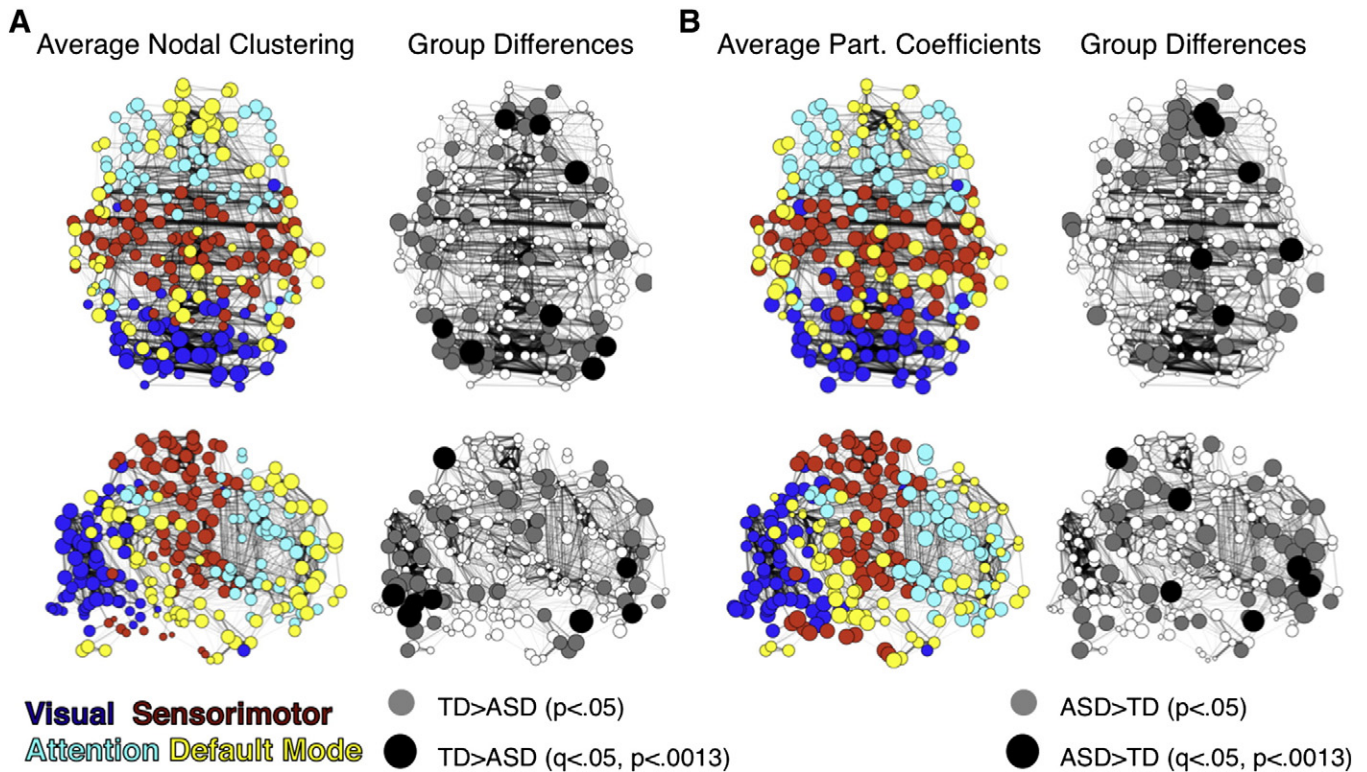 A
Average Nodal Clustering
Group Differences
B
Average Part. Coefficients
Group Differences
Visual Sensorimotor
Attention Default Mode
TD>ASD (p<.05)
TD>ASD (q<.05, p<.0013)
ASD>TD (p<.05)
ASD>TD (q<.05, p<.0013)